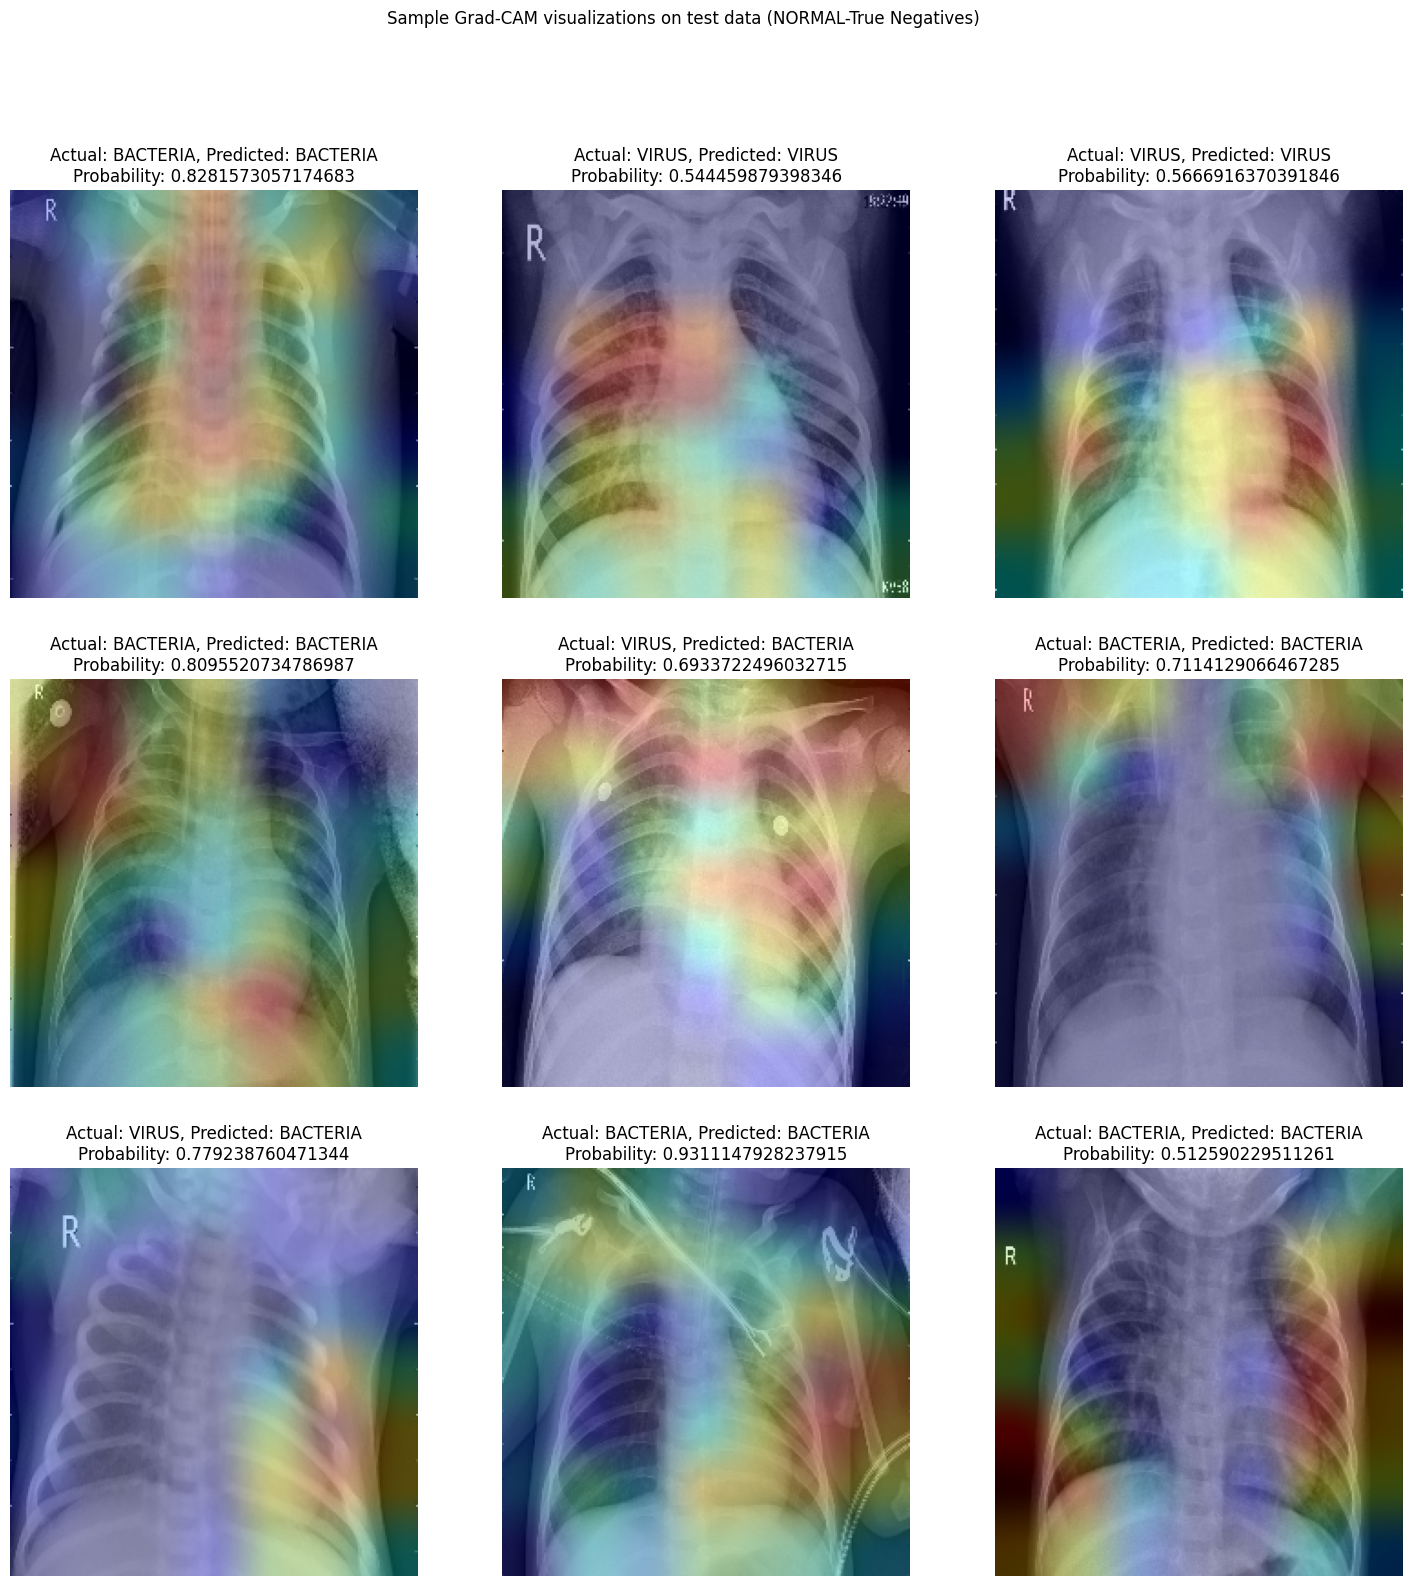 Sample Grad-CAM visualizations on test data (NORMAL-True Negatives)
Actual: BACTERIA, Predicted: BACTERIA
Probability: 0.8281573057174683
Actual: VIRUS, Predicted: VIRUS
Probability: 0.544459879398346
Actual: VIRUS, Predicted: VIRUS
Probability: 0.5666916370391846
R
R
R
Actual: BACTERIA, Predicted: BACTERIA
Probability: 0.8095520734786987
Actual: VIRUS, Predicted: BACTERIA
Probability: 0.6933722496032715
Actual: BACTERIA, Predicted: BACTERIA
Probability: 0.7114129066467285
R
R
Actual: VIRUS, Predicted: BACTERIA
Probability: 0.779238760471344
Actual: BACTERIA, Predicted: BACTERIA
Probability: 0.9311147928237915
Actual: BACTERIA, Predicted: BACTERIA
Probability: 0.512590229511261
R
R
R